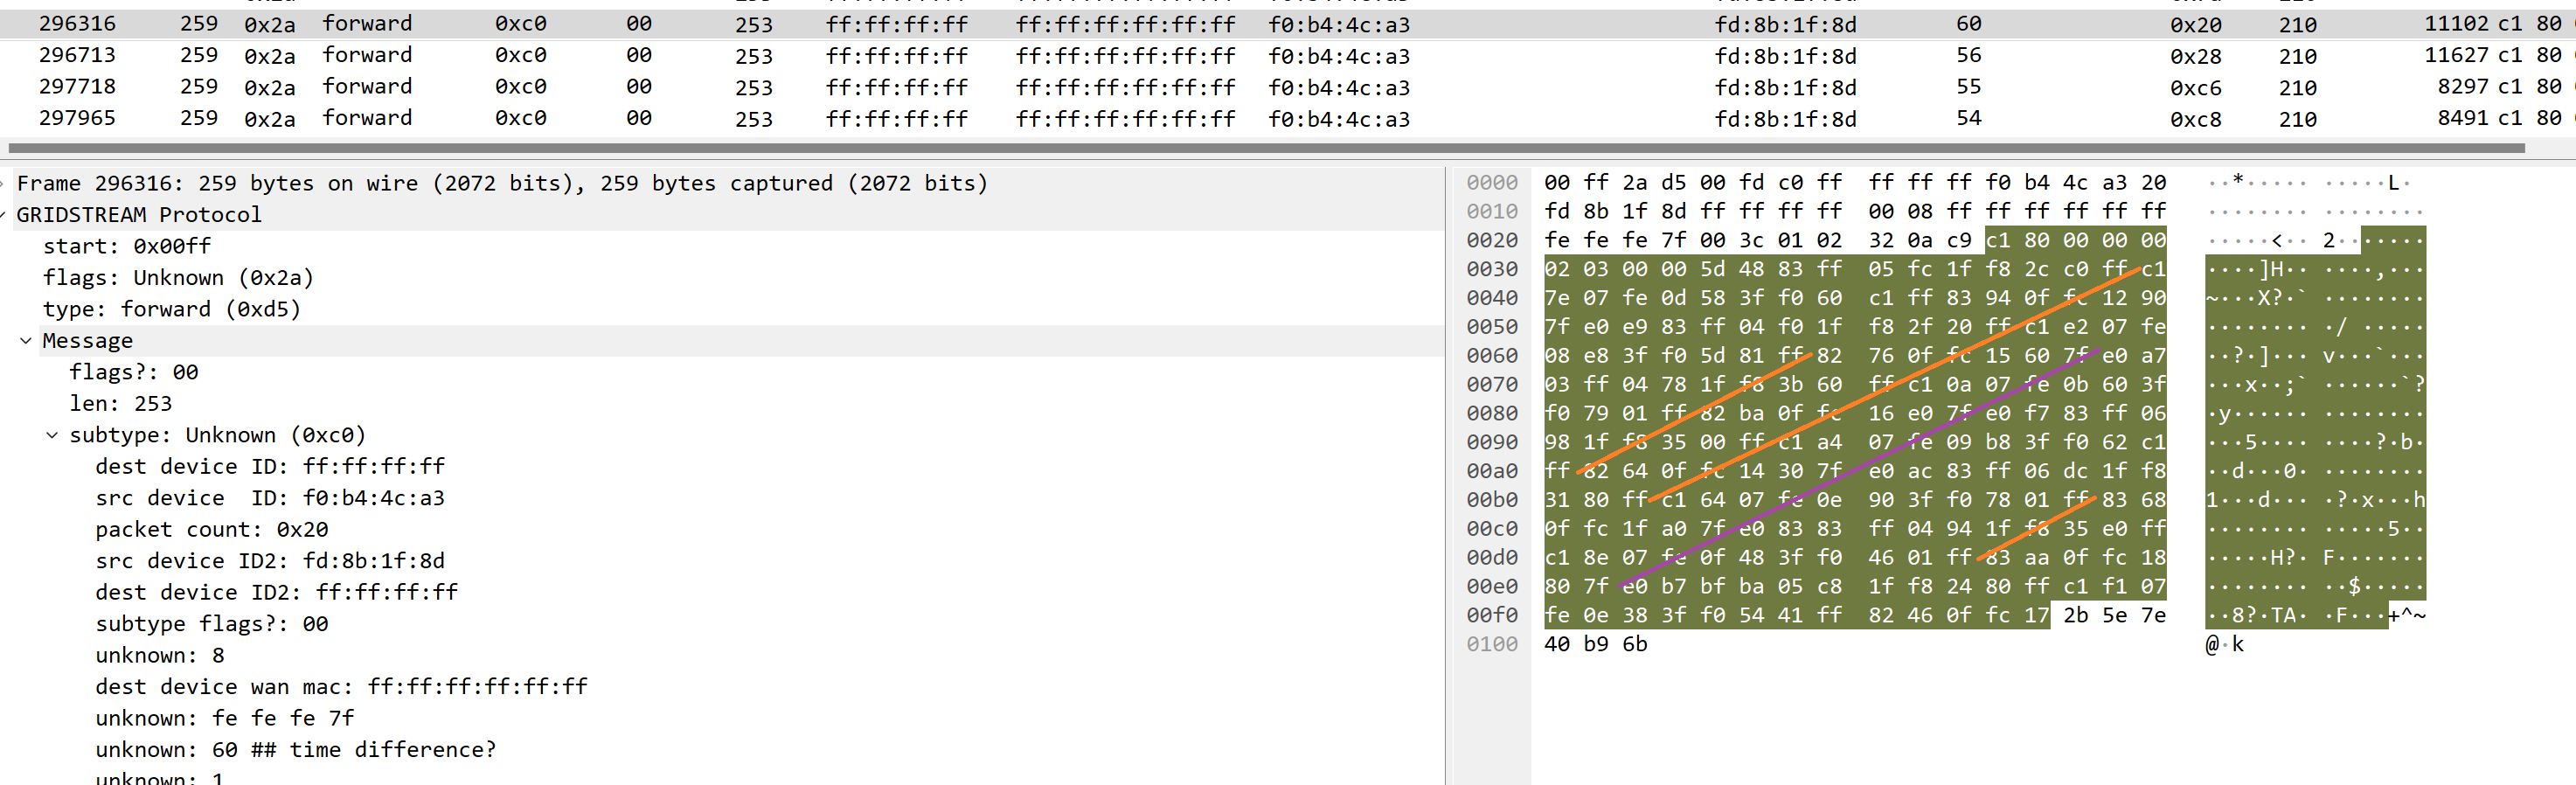 296316 259 0x2a forward 0xc0 00 253 ff:ff:ff:ff ff:ff:ff:ff:ff:ff f0:b4:4c:a3 fd:8b:1f:8d 60 0x20 210 11102 c1 80
296713 259 0x2a forward 0xc0 00 253 ff:ff:ff:ff ff:ff:ff:ff:ff:ff f0:b4:4c:a3 fd:8b:1f:8d 56 0x28 210 11627 c1 80
297718 259 0x2a forward 0xc0 00 253 ff:ff:ff:ff ff:ff:ff:ff:ff:ff f0:b4:4c:a3 fd:8b:1f:8d 55 0xc6 210 8297 c1 80
297965 259 0x2a forward 0xc0 00 253 ff:ff:ff:ff ff:ff:ff:ff:ff:ff f0:b4:4c:a3 fd:8b:1f:8d 54 0xc8 210 8491 c1 80
Frame 296316: 259 bytes on wire (2072 bits), 259 bytes captured (2072 bits)
GRIDSTREAM Protocol
start: 0x00ff
flags: Unknown (0x2a)
type: forward (0xd5)
Message
flags?: 00
len: 253
subtype: Unknown (0xc0)
dest device ID: ff:ff:ff:ff
src device  ID: f0:b4:4c:a3
packet count: 0x20
src device ID2: fd:8b:1f:8d
dest device ID2: ff:ff:ff:ff
subtype flags?: 00
unknown: 8
dest device wan mac: ff:ff:ff:ff:ff:ff
unknown: fe fe fe 7f
unknown: 60 ## time difference?
unknown: 1
0000 00 ff 2a d5 00 fd c0 ff ff ff ff f0 b4 4c a3 20 ··*····· ·····L·
0010 fd 8b 1f 8d ff ff ff ff 00 08 ff ff ff ff ff ff ········ ········
0020 fe fe fe 7f 00 3c 01 02 32 0a c9 c1 80 00 00 00 ·····<·· 2·······
0030 02 03 00 00 5d 48 83 ff 05 fc 1f f8 2c c0 ff c1 ····]H·· ····,···
0040 7e 07 fe 0d 58 3f f0 60 c1 ff 83 94 0f fc 12 90 ~···X?·` ········
0050 7f e0 e9 83 ff 04 f0 1f f8 2f 20 ff c1 e2 07 fe ········ ·/ ·····
0060 08 e8 3f f0 5d 81 ff 82 76 0f fc 15 60 7f e0 a7 ··?·]··· v···`···
0070 03 ff 04 78 1f f8 3b 60 ff c1 0a 07 fe 0b 60 3f ···x··;` ······`?
0080 f0 79 01 ff 82 ba 0f fc 16 e0 7f e0 f7 83 ff 06 ·y······ ········
0090 98 1f f8 35 00 ff c1 a4 07 fe 09 b8 3f f0 62 c1 ···5···· ····?·b·
00a0 ff 82 64 0f fc 14 30 7f e0 ac 83 ff 06 dc 1f f8 ··d···0· ········
00b0 31 80 ff c1 64 07 fe 0e 90 3f f0 78 01 ff 83 68 1···d··· ·?·x···h
00c0 0f fc 1f a0 7f e0 83 83 ff 04 94 1f f8 35 e0 ff ········ ·····5··
00d0 c1 8e 07 fe 0f 48 3f f0 46 01 ff 83 aa 0f fc 18 ·····H?· F·······
00e0 80 7f e0 b7 bf ba 05 c8 1f f8 24 80 ff c1 f1 07 ········ ··$·····
00f0 fe 0e 38 3f f0 54 41 ff 82 46 0f fc 17 2b 5e 7e ··8?·TA· ·F···+^~
0100 40 b9 6b @·k